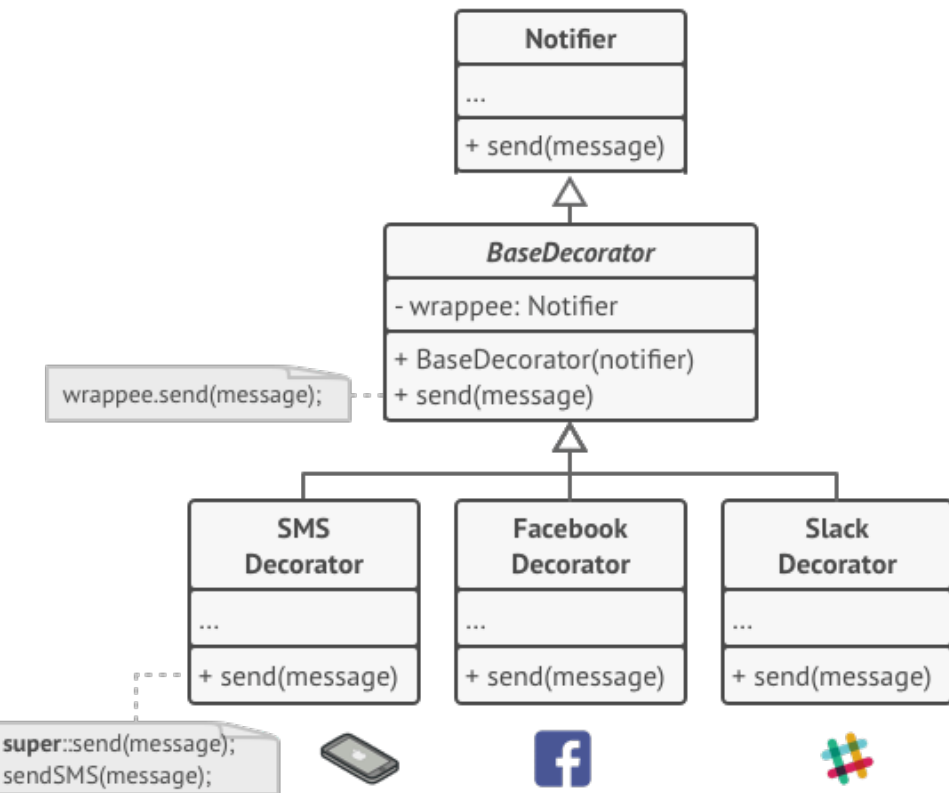 Notifier
...
+ send(message)
BaseDecorator
- wrappee: Notifier
+ BaseDecorator(notifier)
+ send(message)
wrappee.send(message);
SMS
Decorator
...
+ send(message)
Facebook
Decorator
...
+ send(message)
Slack
Decorator
...
+ send(message)
super::send(message);
sendSMS(message);